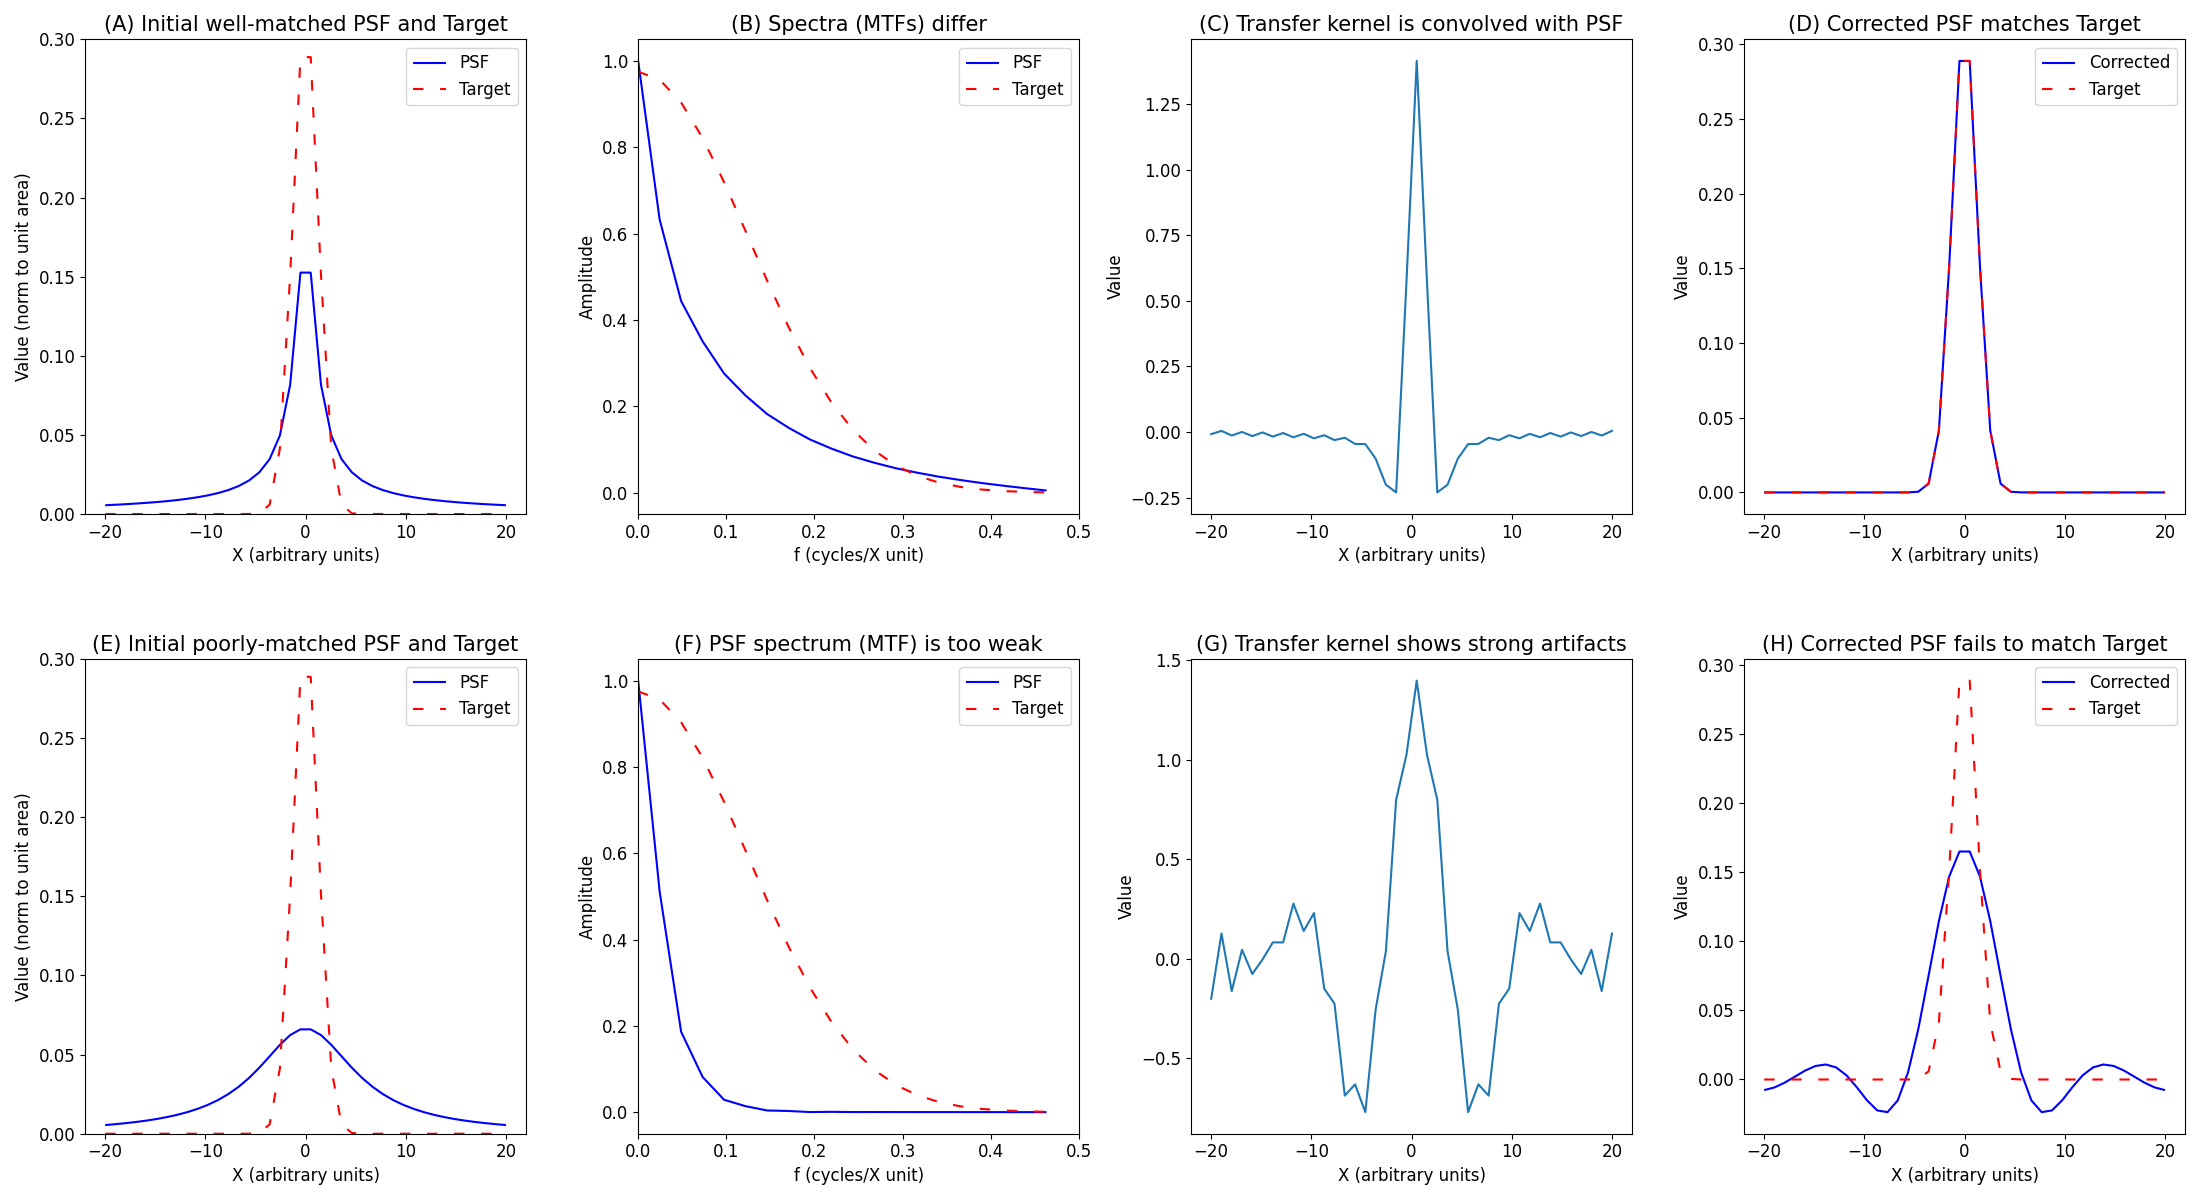 (A) Initial well-matched PSF and Target
0.30
0.25
0.20
0.15
0.10
0.05
0.00
Value (norm to unit area)
PSF
Target
−20 −10 0 10 20
X (arbitrary units)
(B) Spectra (MTFs) differ
1.0
0.8
0.6
0.4
0.2
0.0
Amplitude
PSF
Target
0.0 0.1 0.2 0.3 0.4 0.5
f (cycles/X unit)
(C) Transfer kernel is convolved with PSF
1.25
1.00
0.75
0.50
0.25
0.00
−0.25
Value
−20 −10 0 10 20
X (arbitrary units)
(D) Corrected PSF matches Target
0.30
0.25
0.20
0.15
0.10
0.05
0.00
Value
Corrected
Target
−20 −10 0 10 20
X (arbitrary units)
(E) Initial poorly-matched PSF and Target
0.30
0.25
0.20
0.15
0.10
0.05
0.00
Value (norm to unit area)
PSF
Target
−20 −10 0 10 20
X (arbitrary units)
(F) PSF spectrum (MTF) is too weak
1.0
0.8
0.6
0.4
0.2
0.0
Amplitude
PSF
Target
0.0 0.1 0.2 0.3 0.4 0.5
f (cycles/X unit)
(G) Transfer kernel shows strong artifacts
1.5
1.0
0.5
0.0
−0.5
Value
−20 −10 0 10 20
X (arbitrary units)
(H) Corrected PSF fails to match Target
0.30
0.25
0.20
0.15
0.10
0.05
0.00
Value
Corrected
Target
−20 −10 0 10 20
X (arbitrary units)